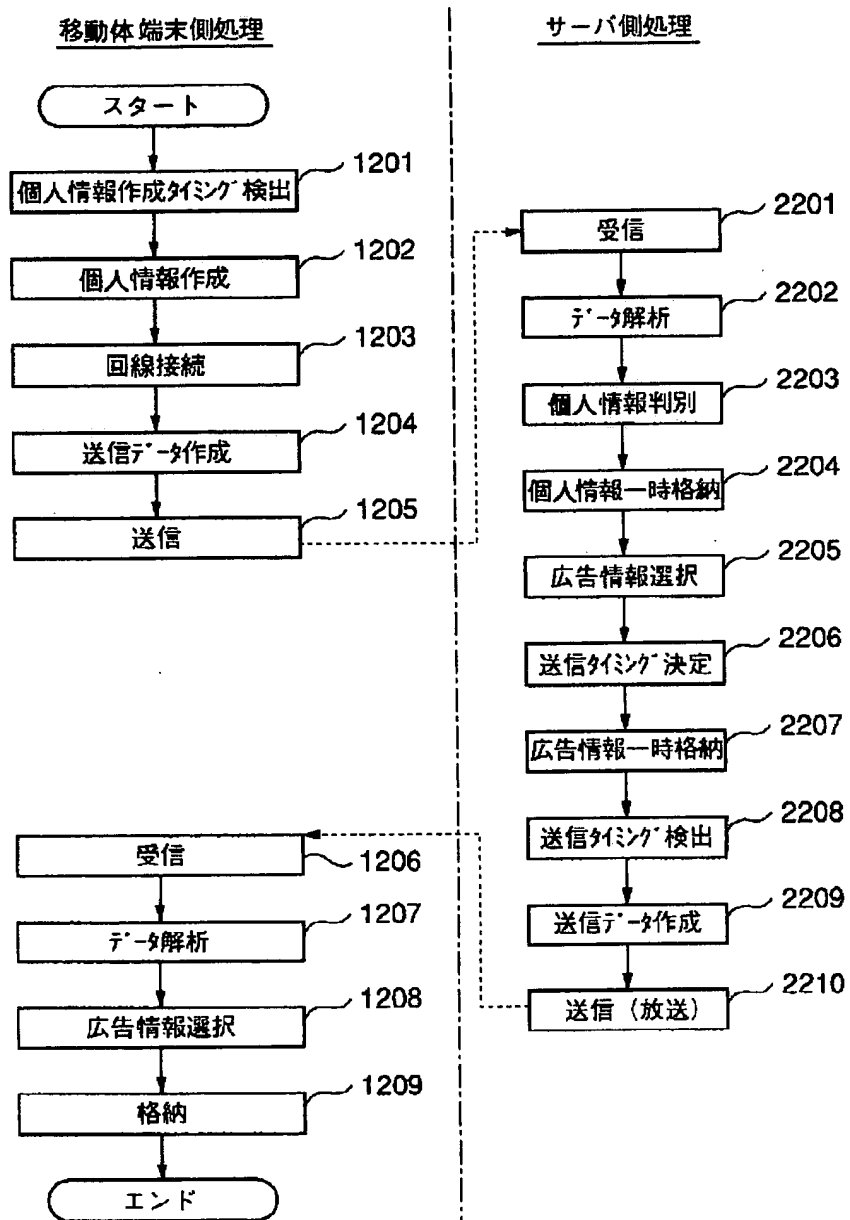 移動体端末側処理
スタート
1201
個人情報作成タイミング検出
1202
個人情報作成
1203
回線接続
1204
送信データ作成
1205
送信
1206
受信
1207
データ解析
1208
広告情報選択
1209
格納
エンド
サーバ側処理
2201
受信
2202
データ解析
2203
個人情報判別
2204
個人情報一時格納
2205
広告情報選択
2206
送信タイミング決定
2207
広告情報一時格納
2208
送信タイミング検出
2209
送信データ作成
2210
送信(放送)